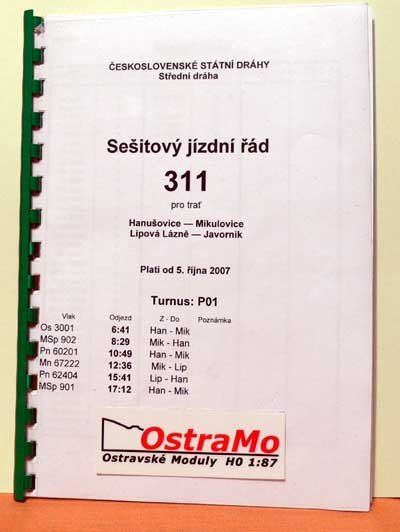 ČESKOSLOVENSKÉ STÁTNÍ DRÁHY
Střední dráha
Sešitový jízdní řád
311
pro trať
Hanušovice — Mikulovice
Lipová Lázně — Javorník
Platí od 5. října 2007
Turnus: P01
Vlak Odjezd Z - Do Poznámka
Os 3001 6:41 Han - Mik
MSp 902 8:29 Mik - Han
Pn 60201 10:49 Han - Mik
Mn 67222 12:36 Mik - Lip
Pn 62404 15:41 Lip - Han
MSp 901 17:12 Han - Mik
OstraMo
Ostravské Moduly H0 1:87